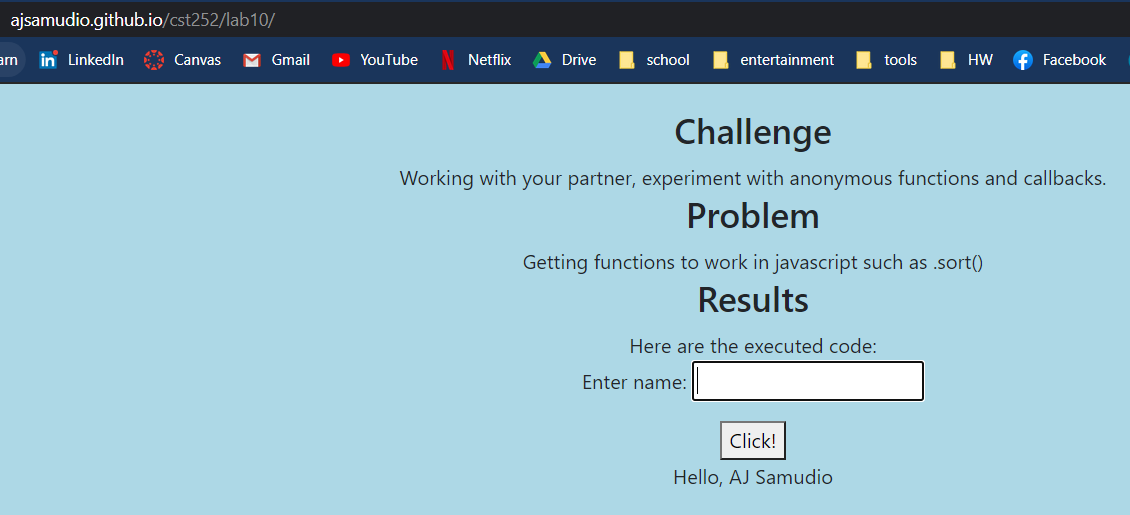 ajsamudio.github.io/cst252/lab10/
arn LinkedIn Canvas Gmail YouTube Netflix Drive school entertainment tools HW Facebook
Challenge
Working with your partner, experiment with anonymous functions and callbacks.
Problem
Getting functions to work in javascript such as .sort()
Results
Here are the executed code:
Enter name:
Click!
Hello, AJ Samudio